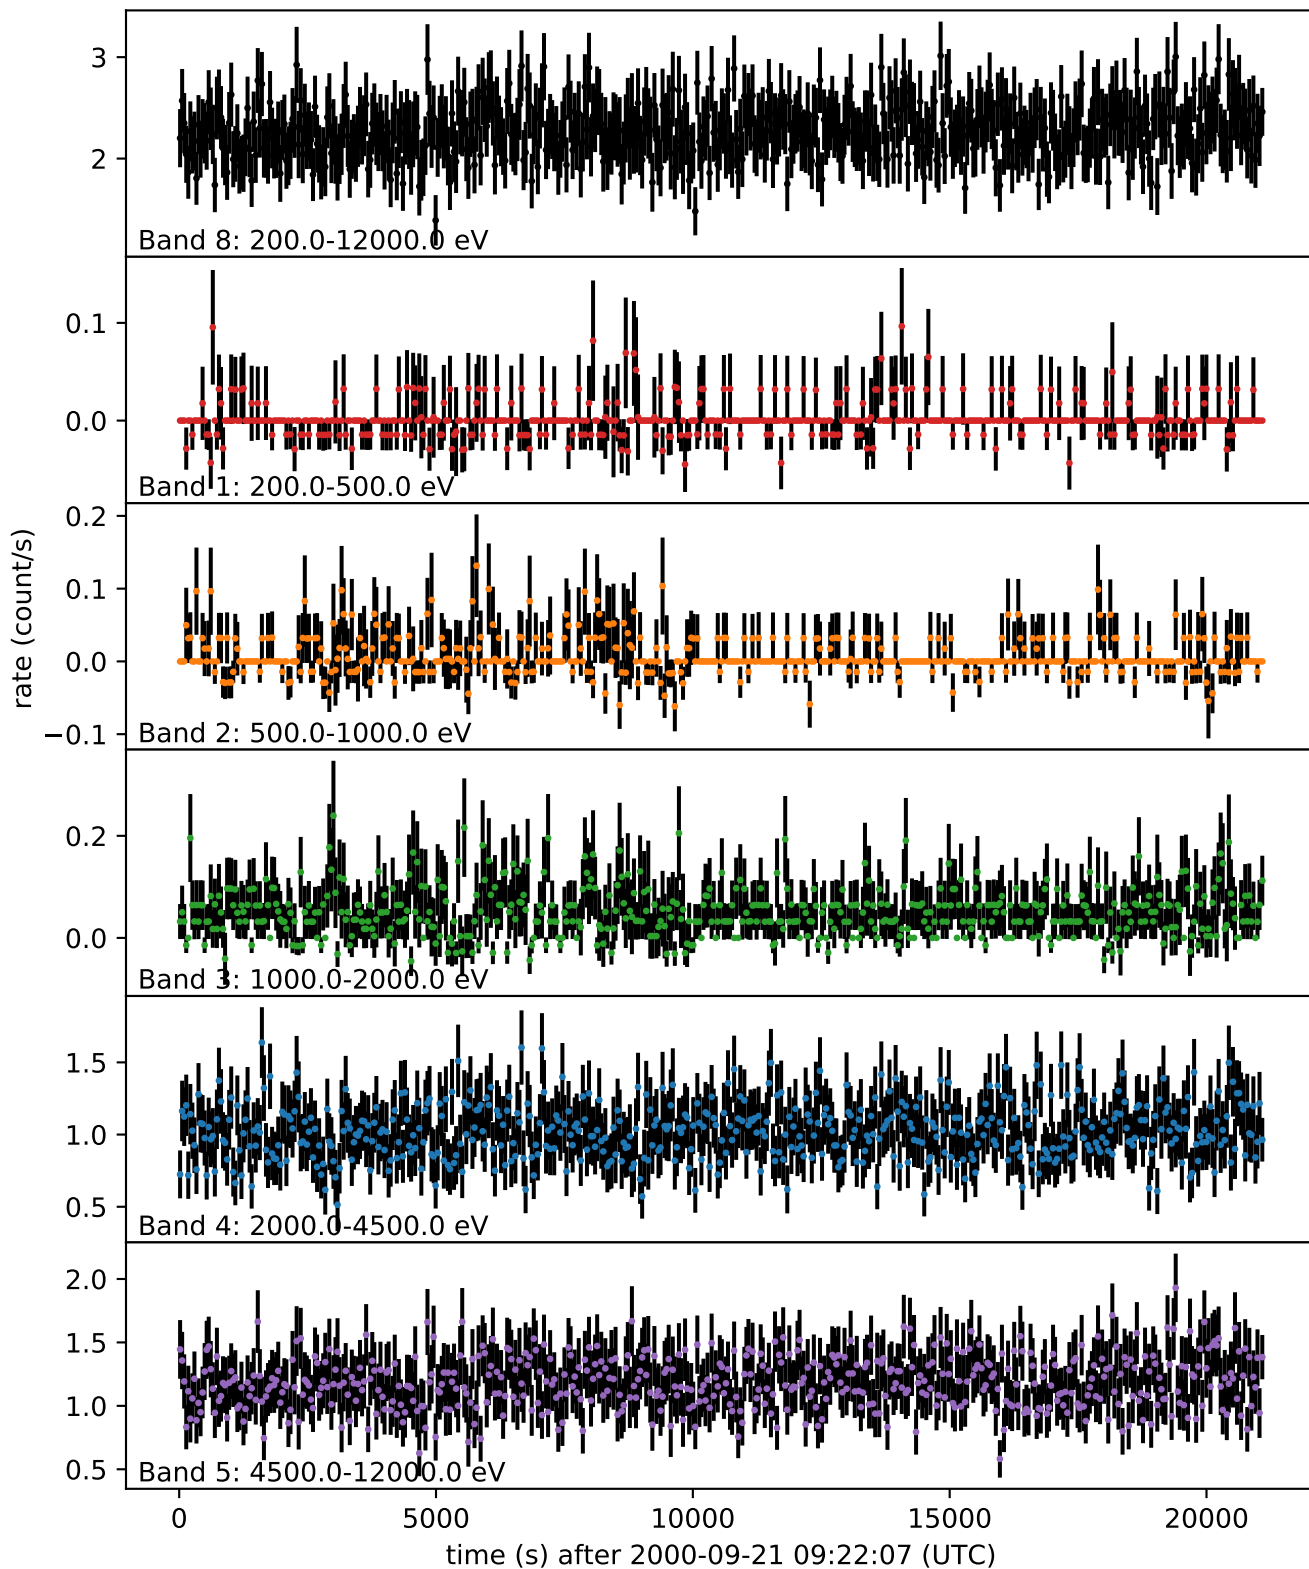 3
2
Band 8: 200.0-12000.0 eV
0.1
0.0
Band 1: 200.0-500.0 eV
0.2
0.1
0.0
−0.1
Band 2: 500.0-1000.0 eV
rate (count/s)
0.2
0.0
Band 3: 1000.0-2000.0 eV
1.5
1.0
0.5
Band 4: 2000.0-4500.0 eV
2.0
1.5
1.0
0.5
Band 5: 4500.0-12000.0 eV
0 5000 10000 15000 20000
time (s) after 2000-09-21 09:22:07 (UTC)